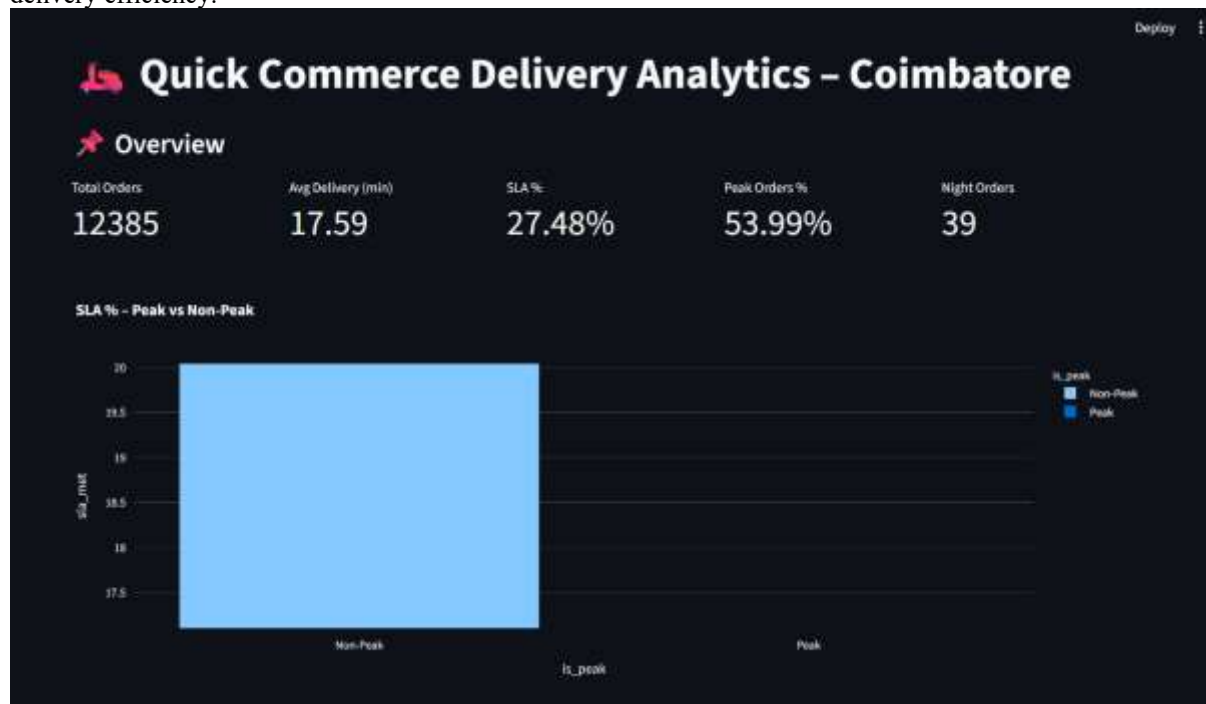 delivery efficiency.
Deploy
Quick Commerce Delivery Analytics – Coimbatore
Overview
Total Orders Avg Delivery (min) SLA % Peak Orders % Night Orders
12385 17.59 27.48% 53.99% 39
SLA % – Peak vs Non-Peak
20
19.5
19
18.5
18
17.5
sla_met
is_peak
Non-Peak
Peak
Non-Peak Peak
is_peak